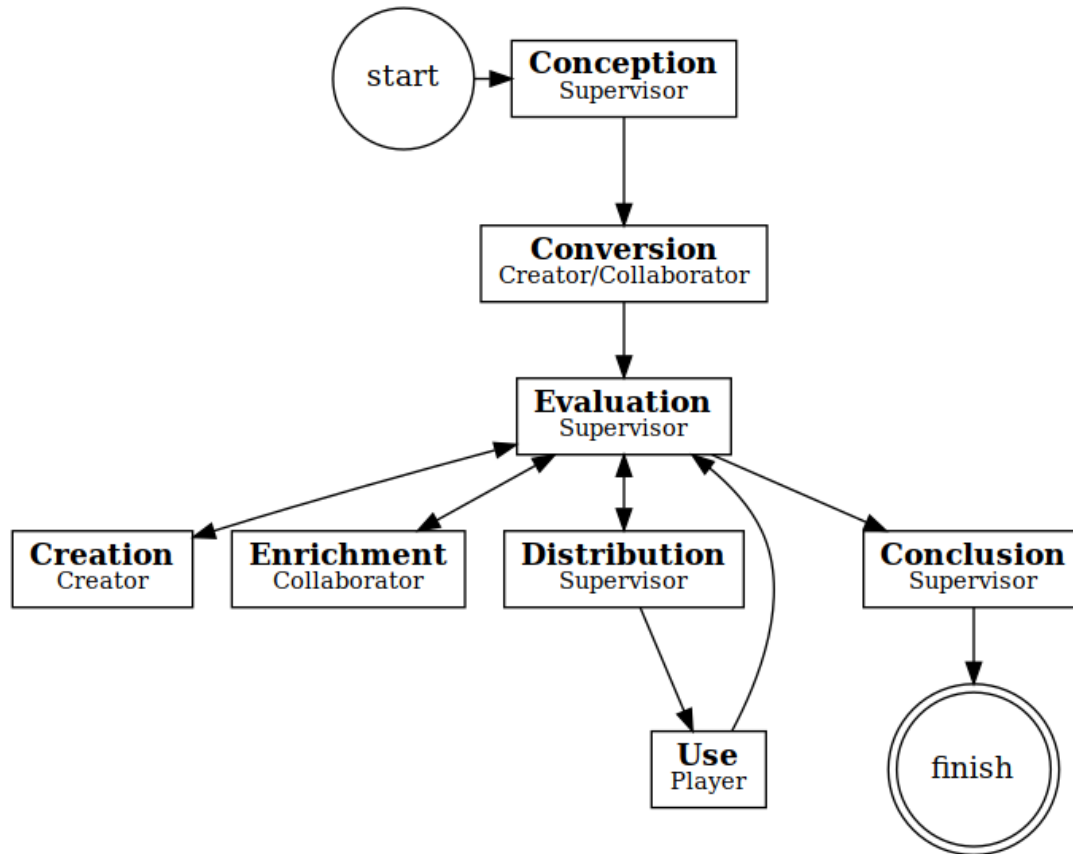 start
Conception
Supervisor
Conversion
Creator/Collaborator
Evaluation
Supervisor
Creation
Creator
Enrichment
Collaborator
Distribution
Supervisor
Conclusion
Supervisor
Use
Player
finish